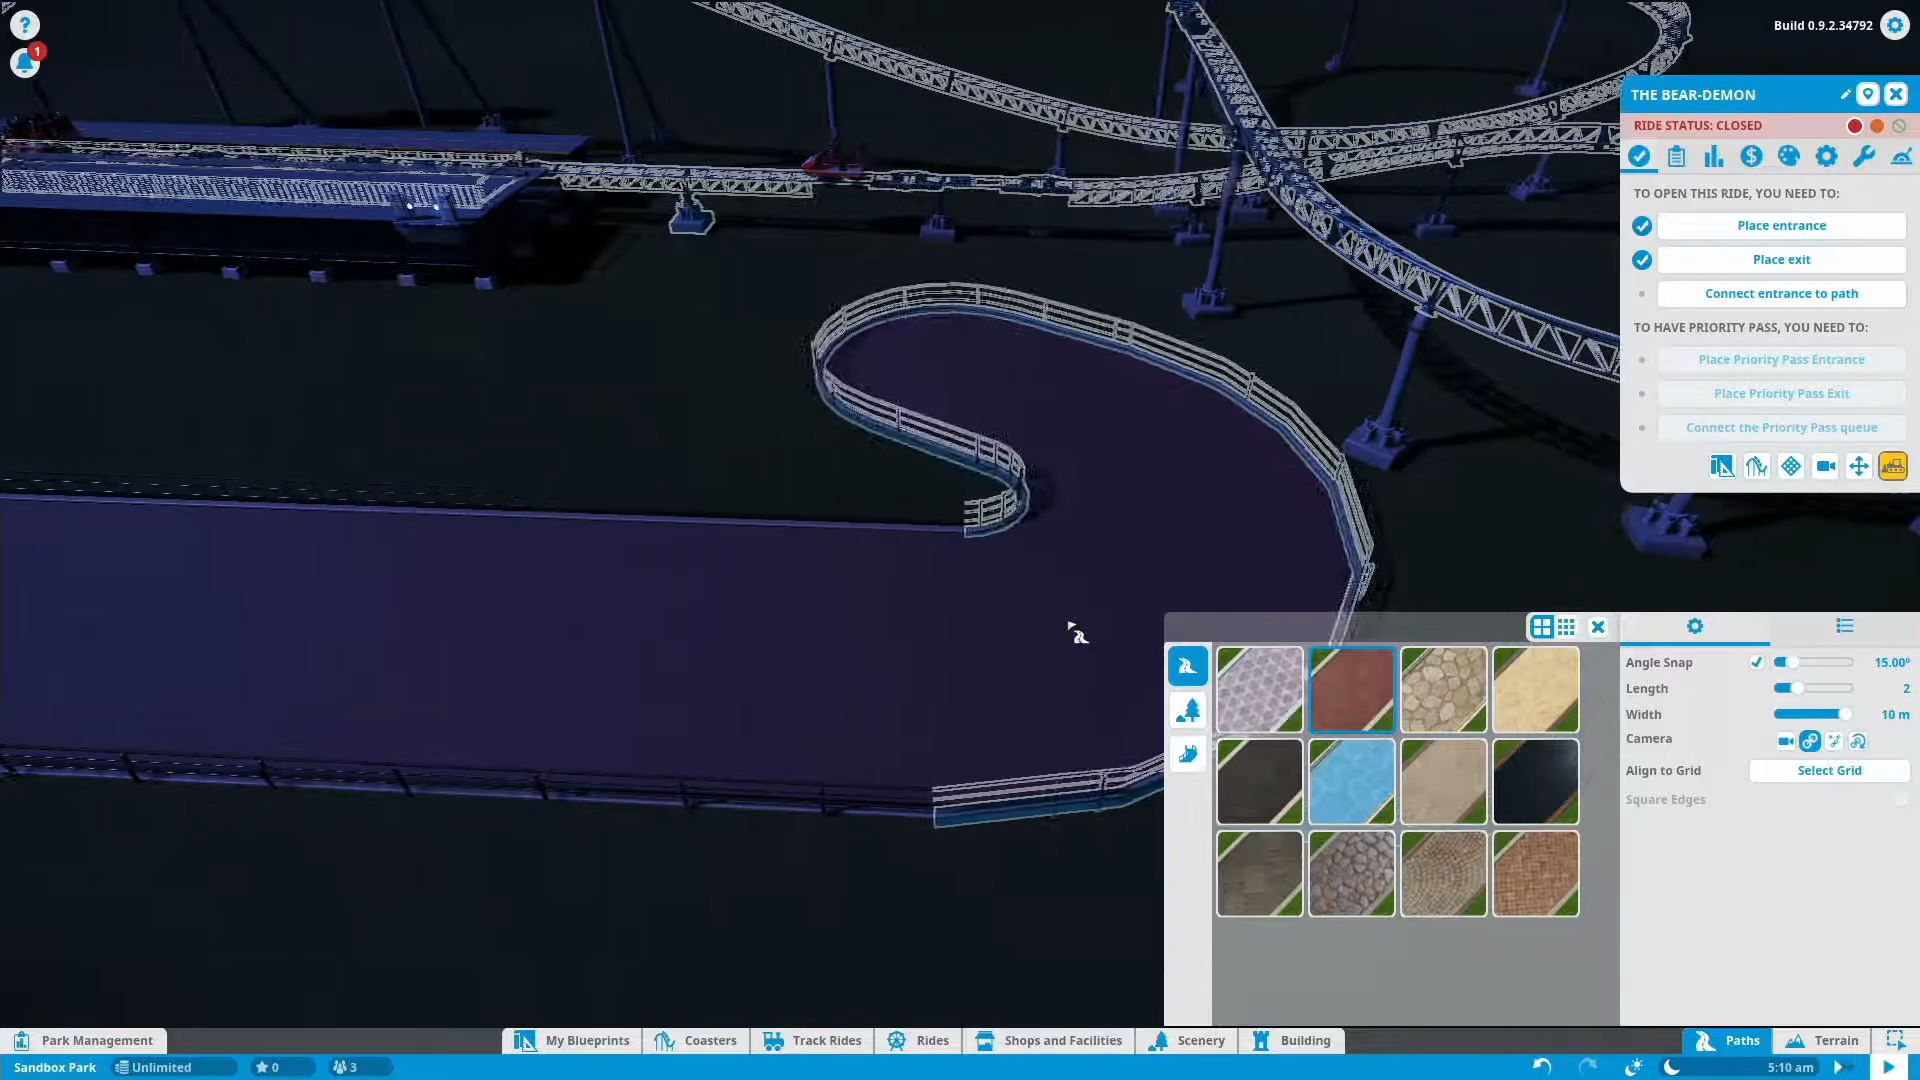 ?
1
Build 0.9.2.34792
THE BEAR-DEMON
RIDE STATUS: CLOSED
TO OPEN THIS RIDE, YOU NEED TO:
Place entrance
Place exit
Connect entrance to path
TO HAVE PRIORITY PASS, YOU NEED TO:
Place Priority Pass Entrance
Place Priority Pass Exit
Connect the Priority Pass queue
Angle Snap 15.00°
Length 2
Width 10 m
Camera
Align to Grid Select Grid
Square Edges
Park Management My Blueprints Coasters Track Rides Rides Shops and Facilities Scenery Building Paths Terrain
Sandbox Park Unlimited 0 3 5:10 am